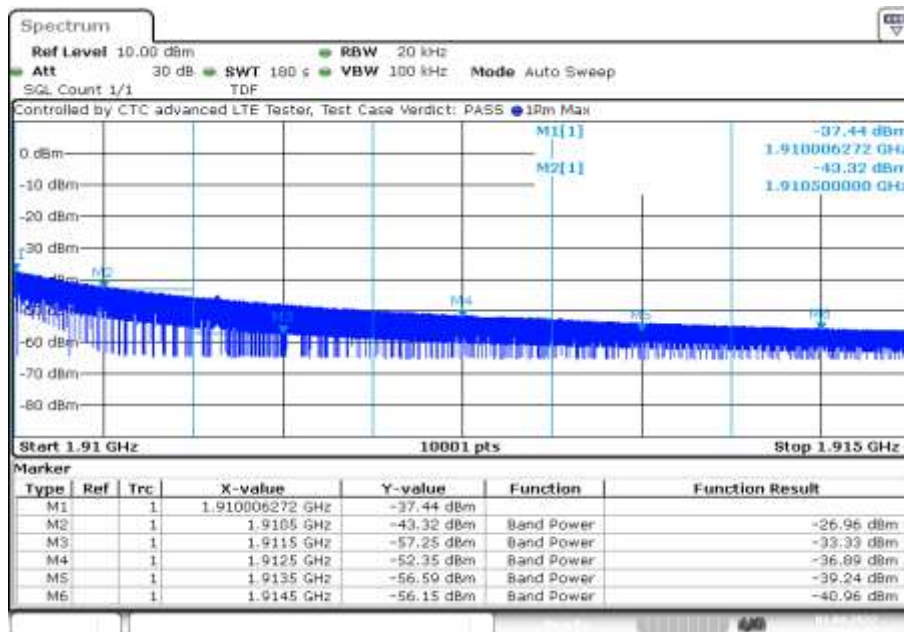 Spectrum
Ref Level 10.00 dBm RBW 20 kHz
Att 30 dB SWT 180 s VBW 100 kHz Mode Auto Sweep
SGL Count 1/1 TDF
Controlled by CTC advanced LTE Tester, Test Case Verdict: PASS 1Rm Max
M1[1] -37.44 dBm
1.910006272 GHz
M2[1] -43.32 dBm
1.910500000 GHz
0 dBm
-10 dBm
-20 dBm
-30 dBm
M2
M4
M5
-60 dBm
-70 dBm
-80 dBm
Start 1.91 GHz 10001 pts Stop 1.915 GHz
Marker
Type Ref Trc X-value Y-value Function Function Result
M1 1 1.910006272 GHz -37.44 dBm
M2 1 1.9105 GHz -43.32 dBm Band Power -26.96 dBm
M3 1 1.9115 GHz -57.25 dBm Band Power -33.33 dBm
M4 1 1.9125 GHz -52.35 dBm Band Power -36.89 dBm
M5 1 1.9135 GHz -56.59 dBm Band Power -39.24 dBm
M6 1 1.9145 GHz -56.15 dBm Band Power -40.96 dBm